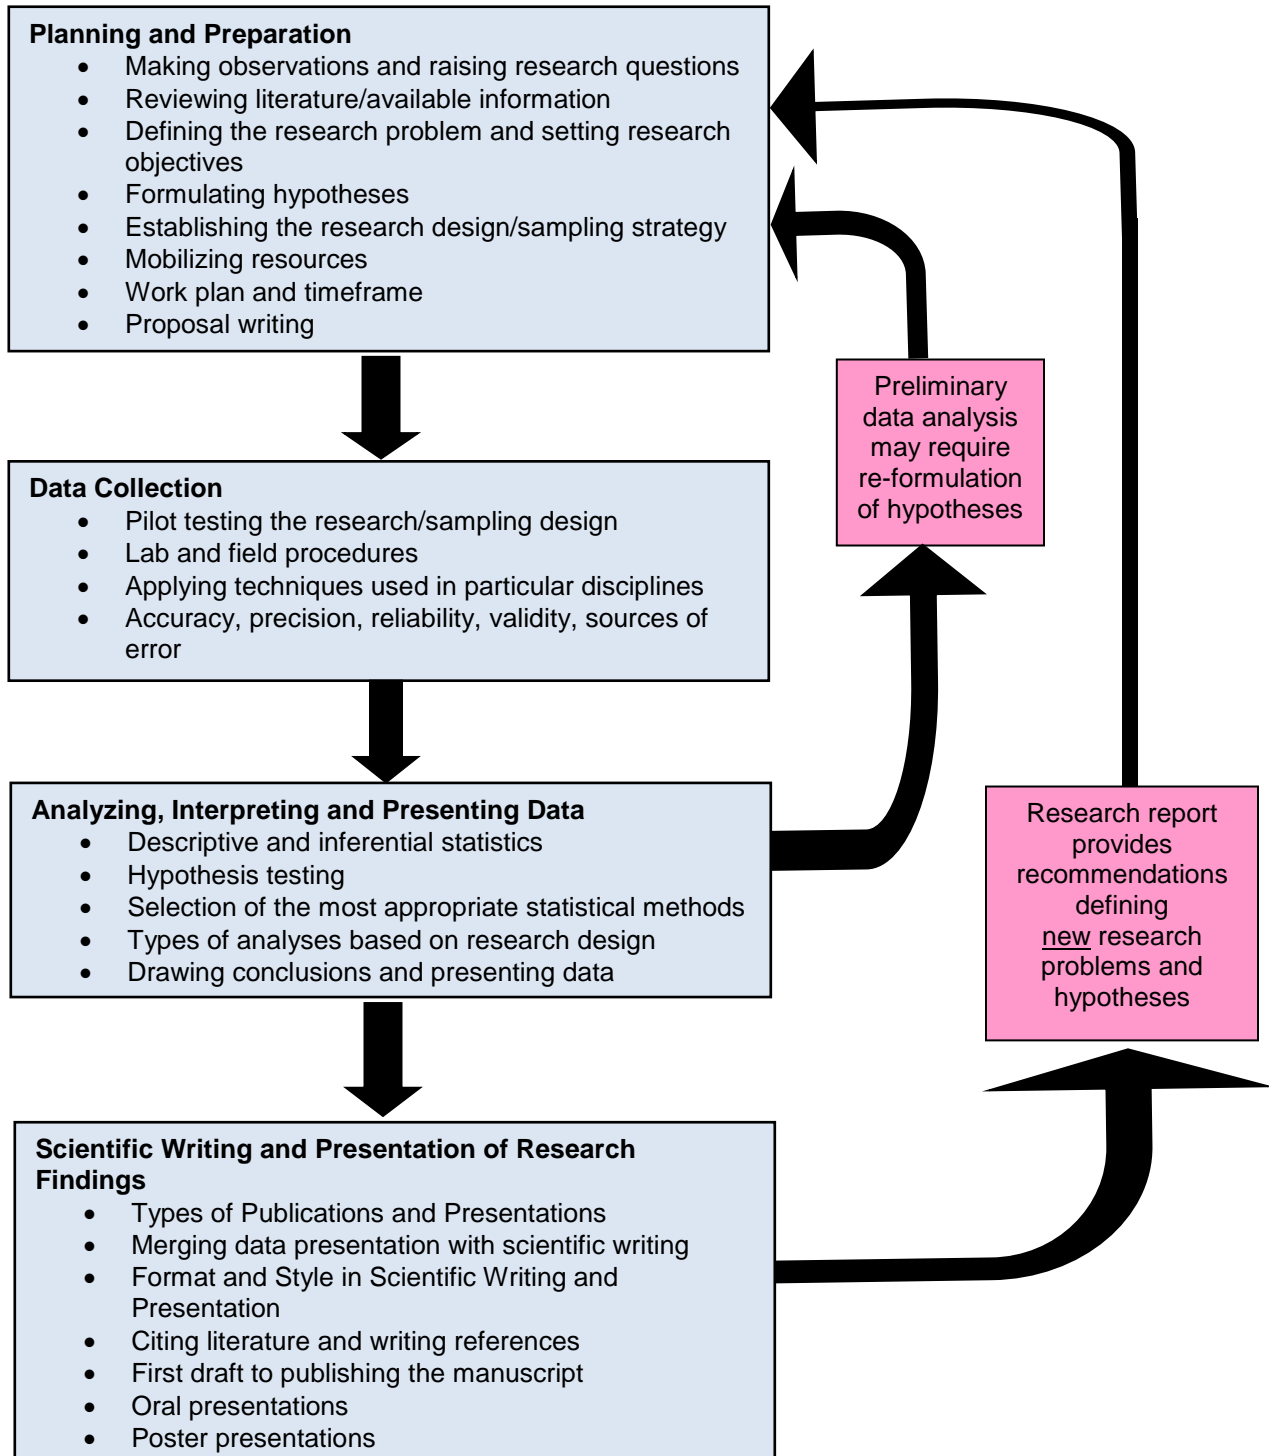 Planning and Preparation
• Making observations and raising research questions
• Reviewing literature/available information
• Defining the research problem and setting research
objectives
• Formulating hypotheses
• Establishing the research design/sampling strategy
• Mobilizing resources
• Work plan and timeframe
• Proposal writing
Preliminary
data analysis
may require
re-formulation
of hypotheses
Data Collection
• Pilot testing the research/sampling design
• Lab and field procedures
• Applying techniques used in particular disciplines
• Accuracy, precision, reliability, validity, sources of
error
Analyzing, Interpreting and Presenting Data
• Descriptive and inferential statistics
• Hypothesis testing
• Selection of the most appropriate statistical methods
• Types of analyses based on research design
• Drawing conclusions and presenting data
Research report
provides
recommendations
defining
new research
problems and
hypotheses
Scientific Writing and Presentation of Research
Findings
• Types of Publications and Presentations
• Merging data presentation with scientific writing
• Format and Style in Scientific Writing and
Presentation
• Citing literature and writing references
• First draft to publishing the manuscript
• Oral presentations
• Poster presentations